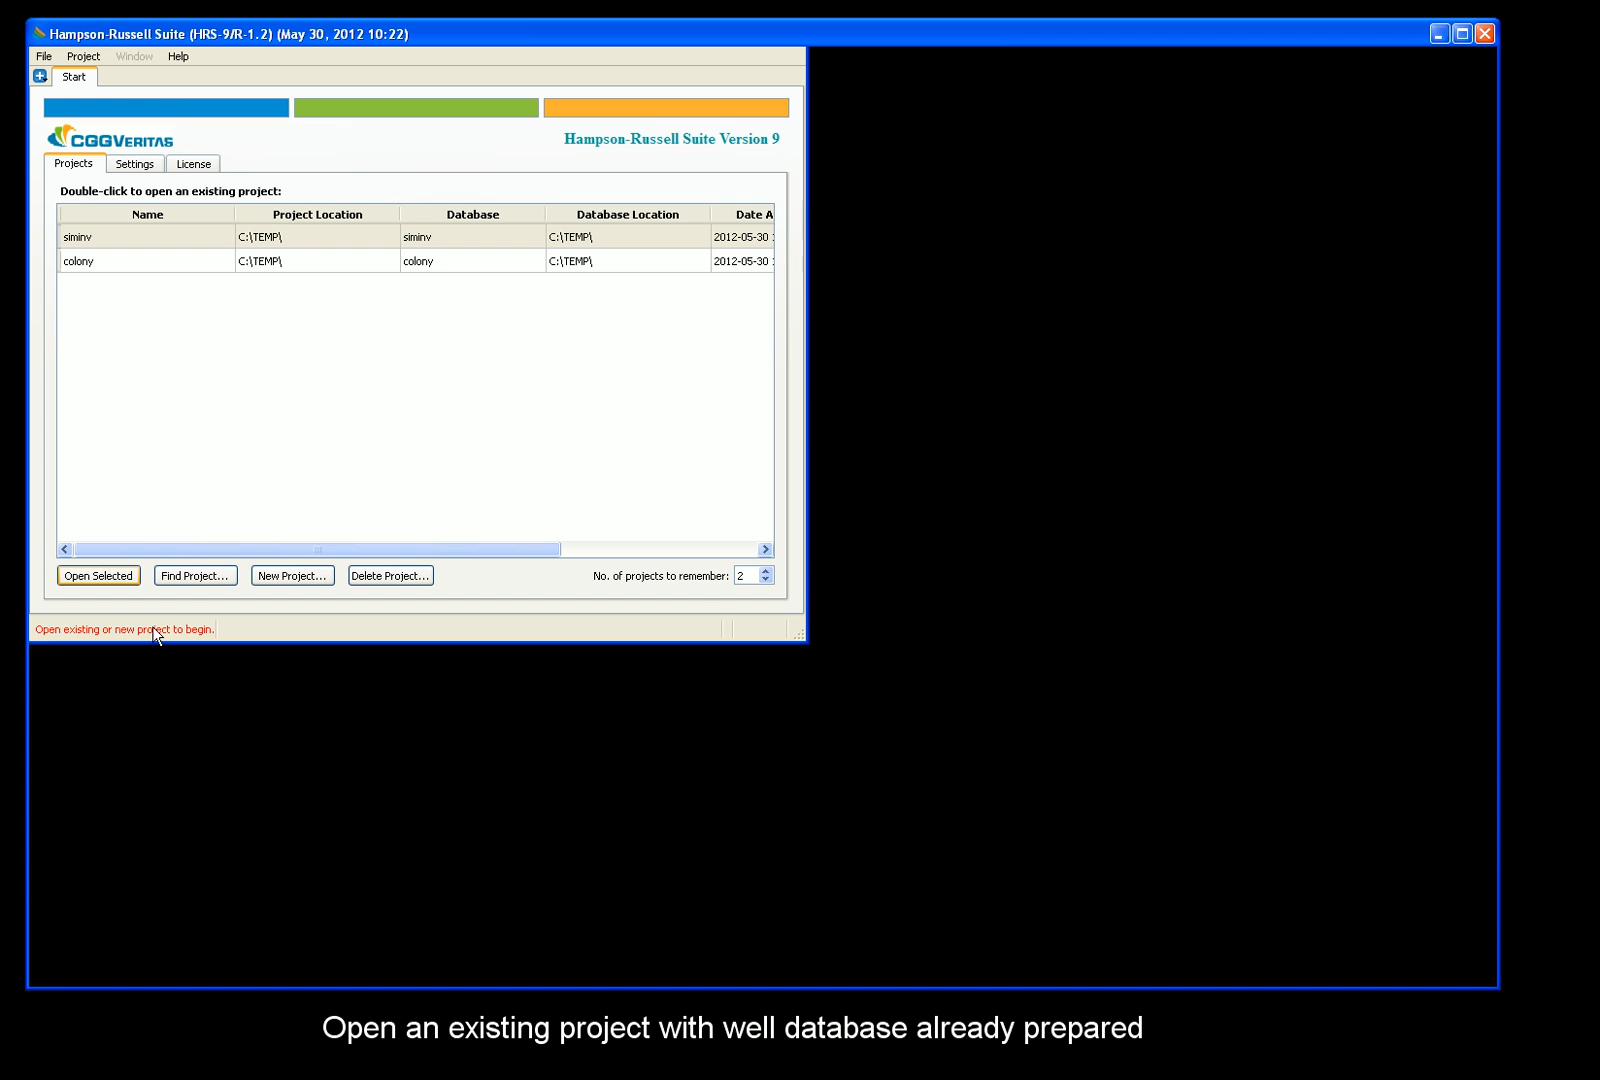 Hampson-Russell Suite (HRS-9/R-1.2) (May 30, 2012 10:22)
File Project Window Help
Start
CGGVERITAS
Hampson-Russell Suite Version 9
Projects Settings License
Double-click to open an existing project:
Name Project Location Database Database Location Date A
siminv C:\TEMP\ siminv C:\TEMP\ 2012-05-30
colony C:\TEMP\ colony C:\TEMP\ 2012-05-30
Open Selected Find Project... New Project... Delete Project... No. of projects to remember: 2
Open existing or new project to begin.
Open an existing project with well database already prepared